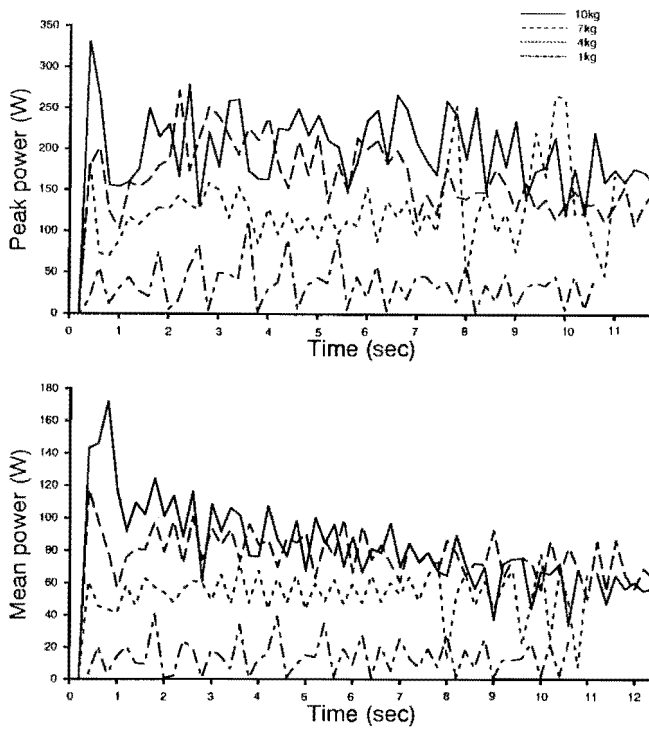 10kg
7kg
4kg
1kg
Peak power (W)
350
300
250
200
150
100
50
0
0 1 2 3 4 5 6 7 8 9 10 11
Time (sec)
Mean power (W)
180
160
140
120
100
80
60
40
20
0
0 1 2 3 4 5 6 7 8 9 10 11 12
Time (sec)